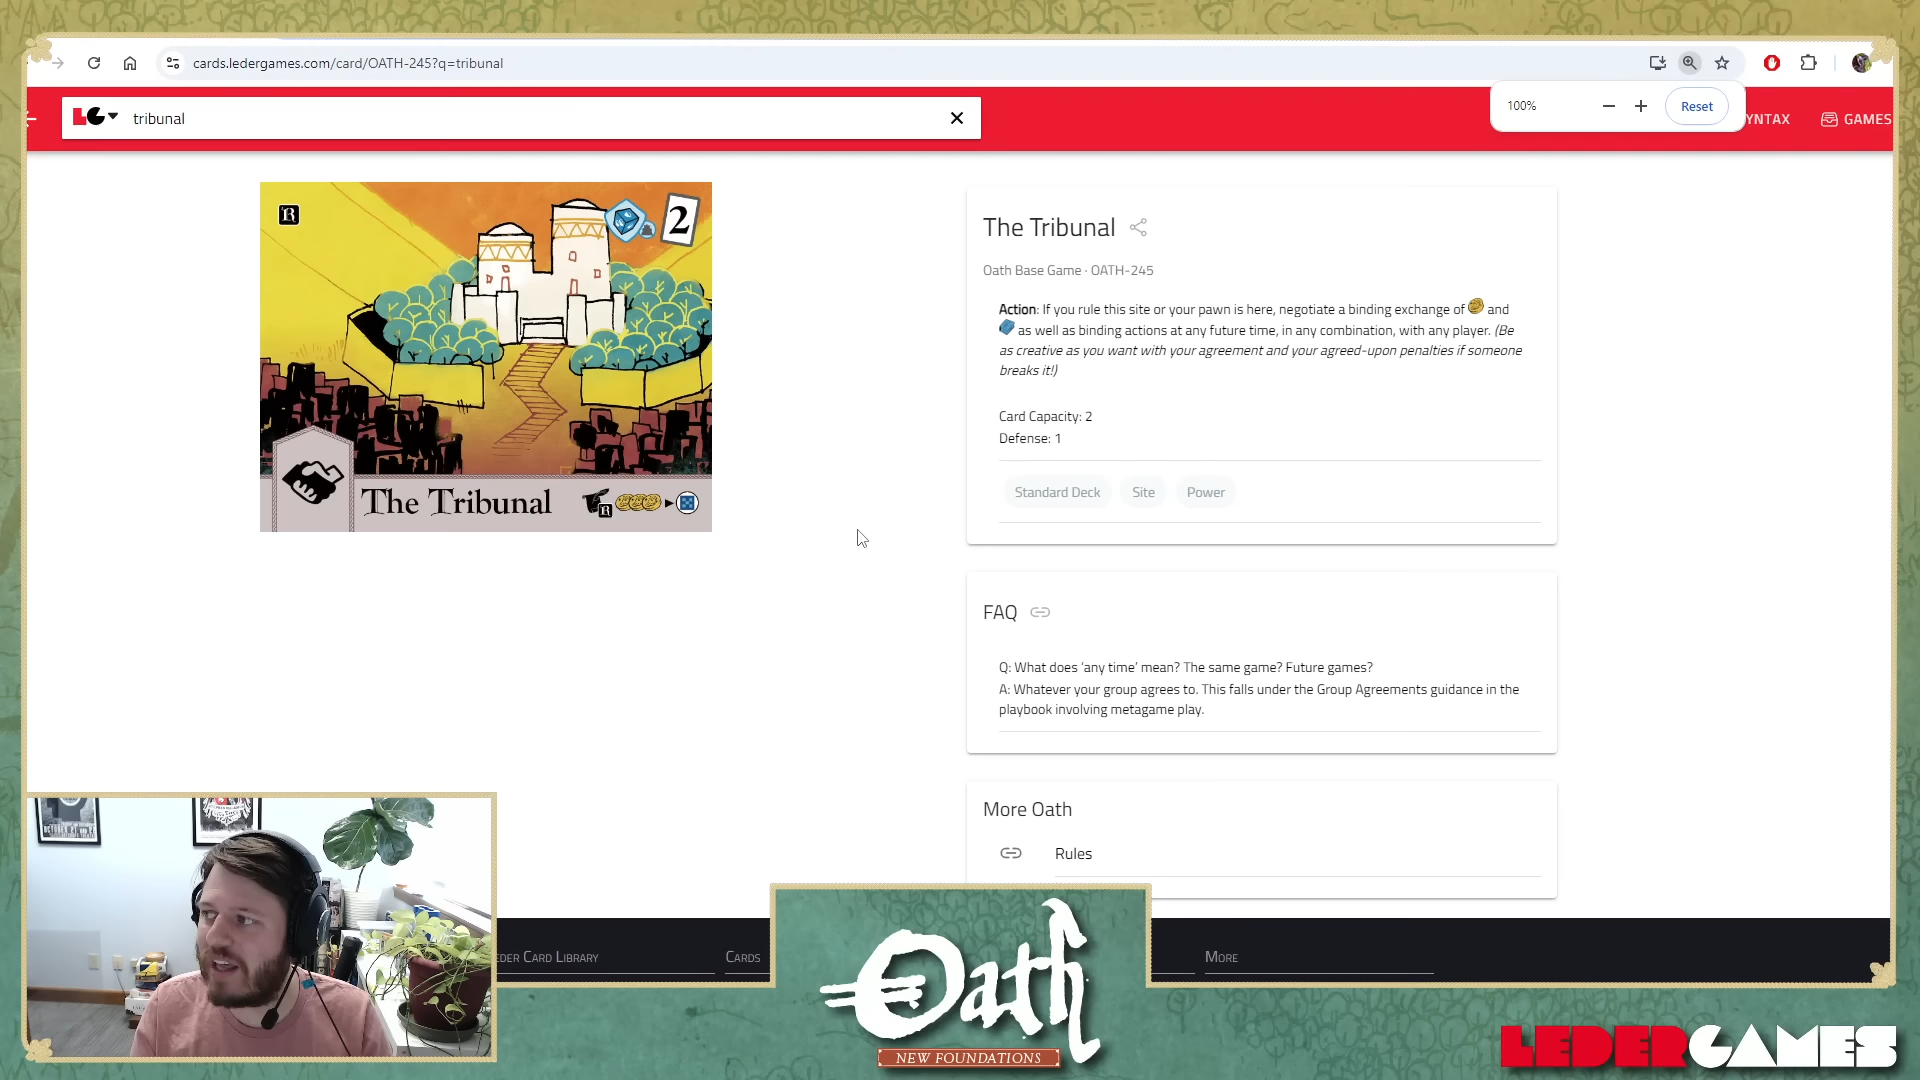 cards.ledergames.com/card/OATH-245?q=tribunal
100%
Reset
LG
tribunal
YNTAX
GAMES
R
2
The Tribunal
R
The Tribunal
Oath Base Game · OATH-245
Action: If you rule this site or your pawn is here, negotiate a binding exchange of and
as well as binding actions at any future time, in any combination, with any player. (Be
as creative as you want with your agreement and your agreed-upon penalties if someone
breaks it!)
Card Capacity: 2
Defense: 1
Standard Deck
Site
Power
FAQ
Q: What does ‘any time’ mean? The same game? Future games?
A: Whatever your group agrees to. This falls under the Group Agreements guidance in the
playbook involving metagame play.
More Oath
Rules
EDER CARD LIBRARY
CARDS
MORE
Oath
NEW FOUNDATIONS
LEDERGAMES